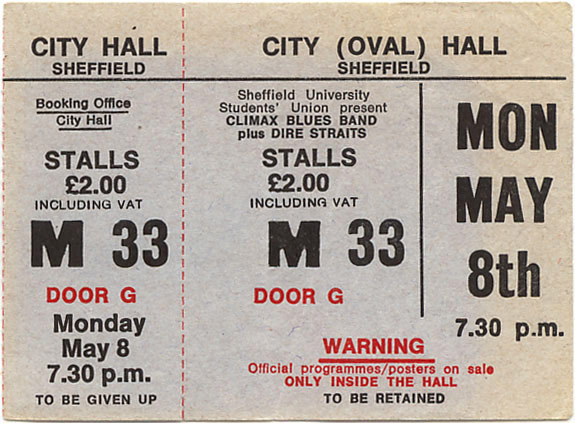 CITY HALL
SHEFFIELD
Booking Office
City Hall
STALLS
£2.00
INCLUDING VAT
M 33
DOOR G
Monday
May 8
7.30 p.m.
TO BE GIVEN UP
CITY (OVAL) HALL
SHEFFIELD
Sheffield University
Students' Union present
CLIMAX BLUES BAND
plus DIRE STRAITS
STALLS
£2.00
INCLUDING VAT
M 33
DOOR G
MON
MAY
8th
7.30 p.m.
WARNING
Official programmes/posters on sale
ONLY INSIDE THE HALL
TO BE RETAINED